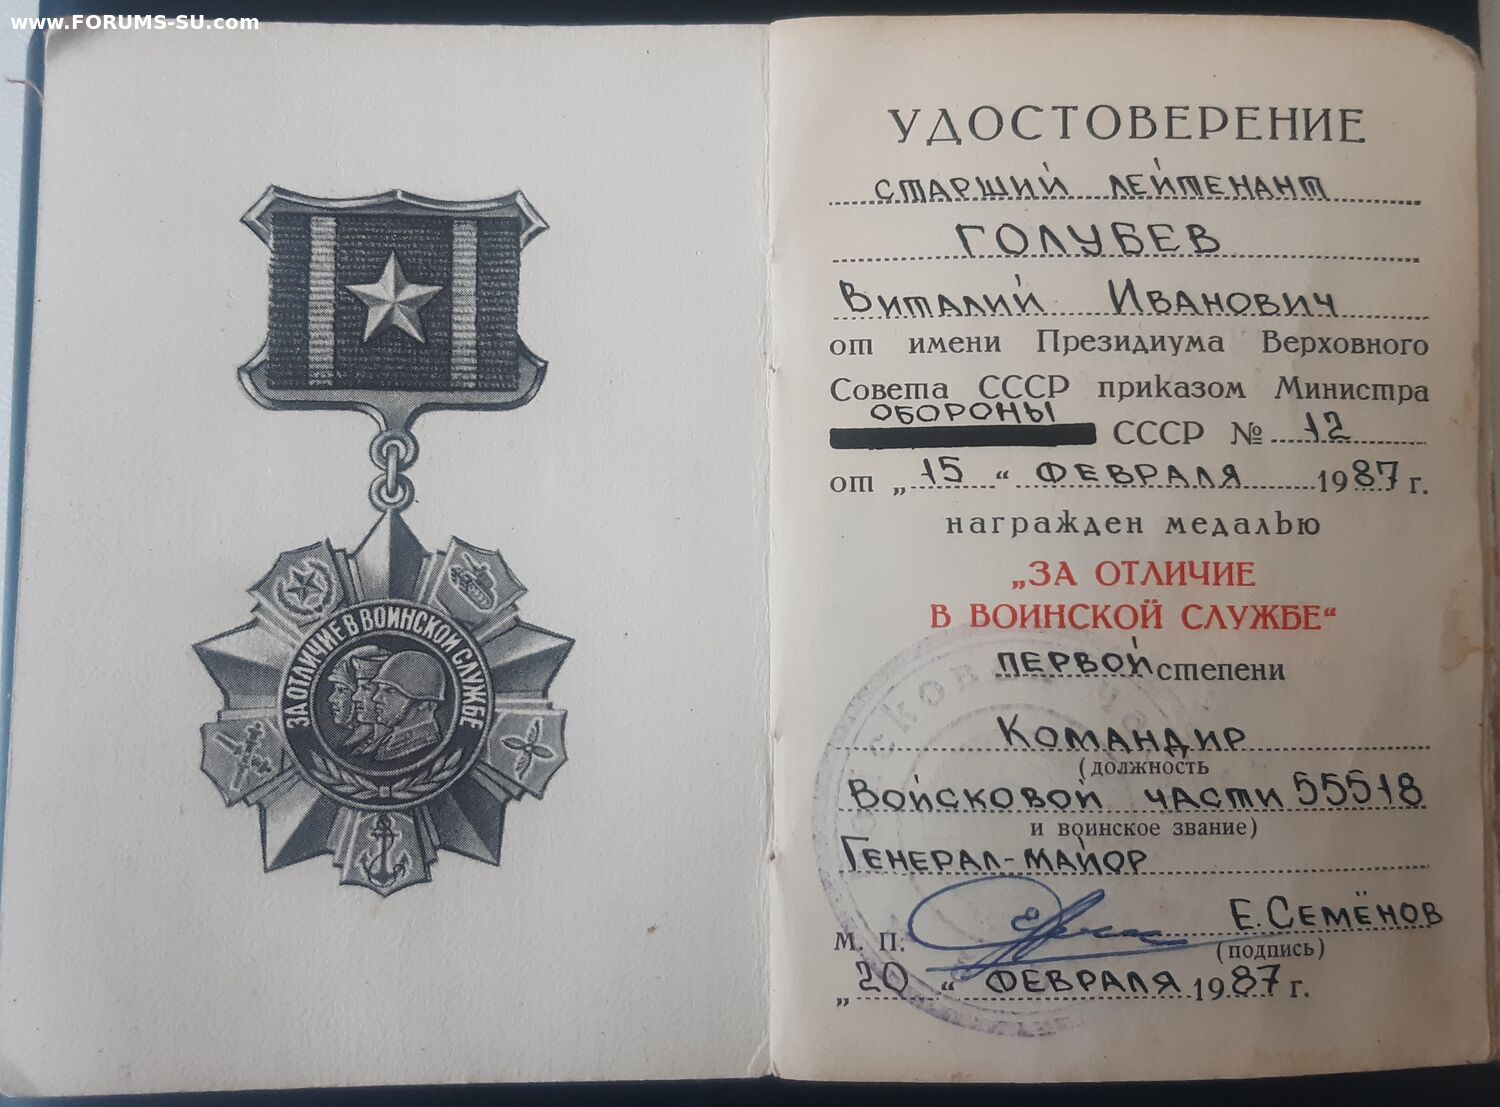 www.FORUMS-SU.com
ЗА ОТЛИЧИЕ В ВОИНСКОЙ СЛУЖБЕ
УДОСТОВЕРЕНИЕ
СТАРШИЙ ЛЕЙТЕНАНТ
ГОЛУБЕВ
ВИТАЛИЙ ИВАНОВИЧ
от имени Президиума Верховного
Совета СССР приказом Министра
ОБОРОНЫ
СССР № 12
от „15“ ФЕВРАЛЯ 1987 г.
награжден медалью
„ЗА ОТЛИЧИЕ
В ВОИНСКОЙ СЛУЖБЕ“
ПЕРВОЙ степени
КОМАНДИР
(должность
ВОЙСКОВОЙ ЧАСТИ 55518
и воинское звание)
ГЕНЕРАЛ-МАЙОР
Е. СЕМЁНОВ
М. П.
(подпись)
„20“ ФЕВРАЛЯ 1987 г.